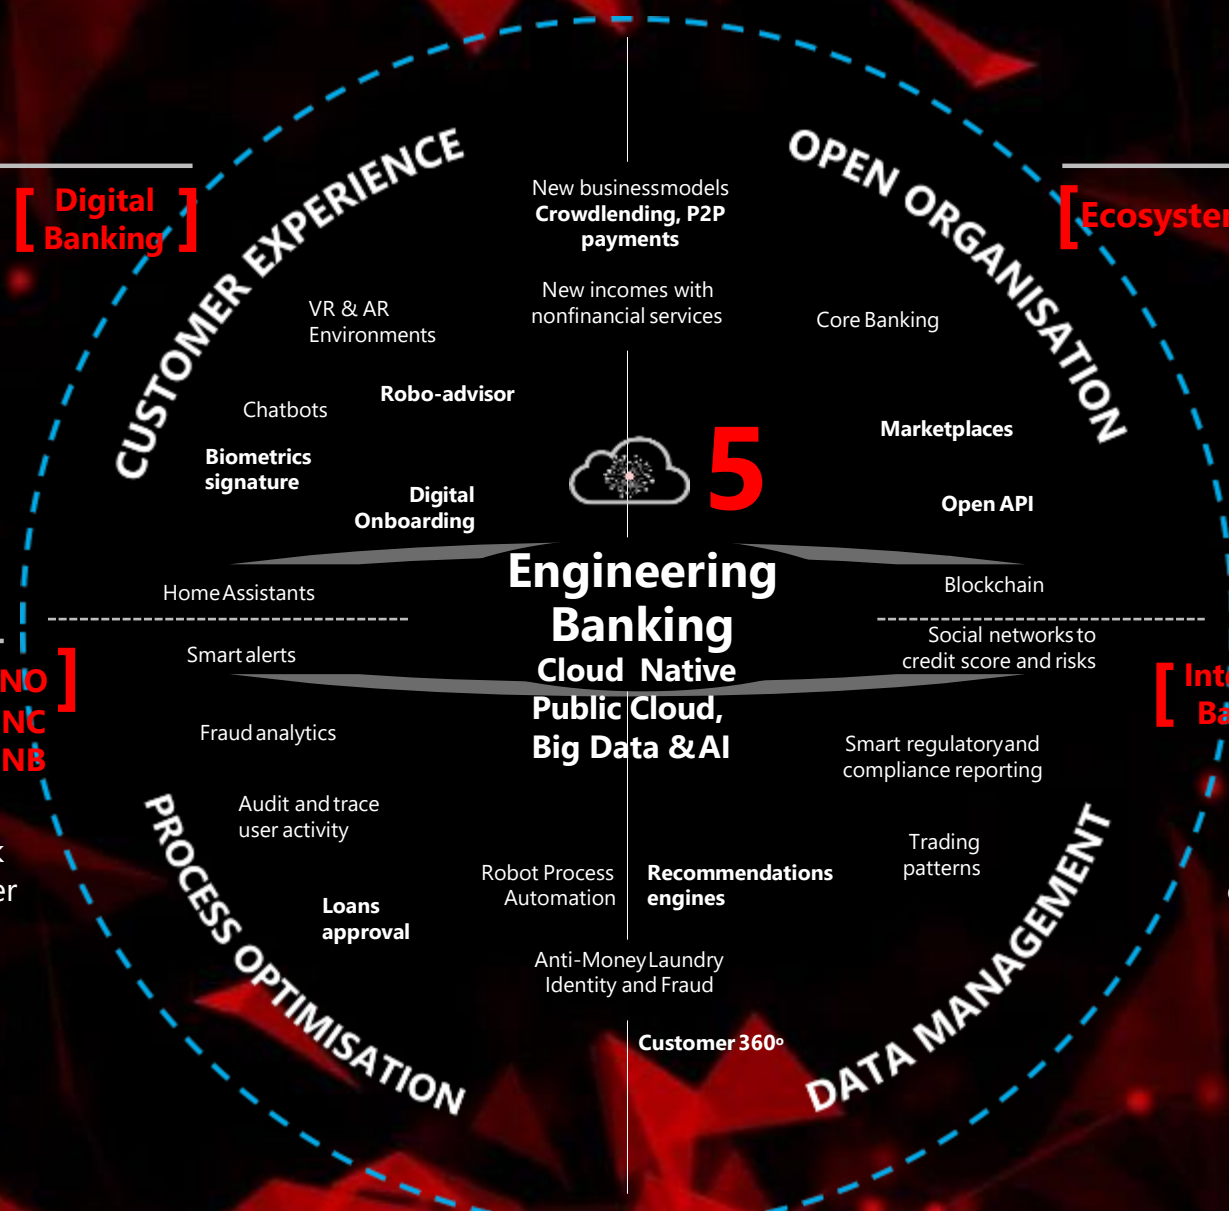 CUSTOMER EXPERIENCE
OPEN ORGANISATION
[ Digital
Banking ]
New businessmodels
Crowdlending, P2P
payments
New incomes with
nonfinancial services
VR & AR
Environments
Robo-advisor
Chatbots
Biometrics
signature
Digital
Onboarding
Home Assistants
Core Banking
Marketplaces
Open API
Blockchain
5
Engineering
Banking
Cloud Native
Public Cloud,
Big Data & AI
Smart alerts
Fraud analytics
Audit and trace
user activity
Loans
approval
Robot Process
Automation
Social networks to
credit score and risks
Smart regulatory and
compliance reporting
Trading
patterns
Recommendations
engines
Anti-Money Laundry
Identity and Fraud
Customer 360º
NO ]
NC
NB
PROCESS OPTIMISATION
DATA MANAGEMENT